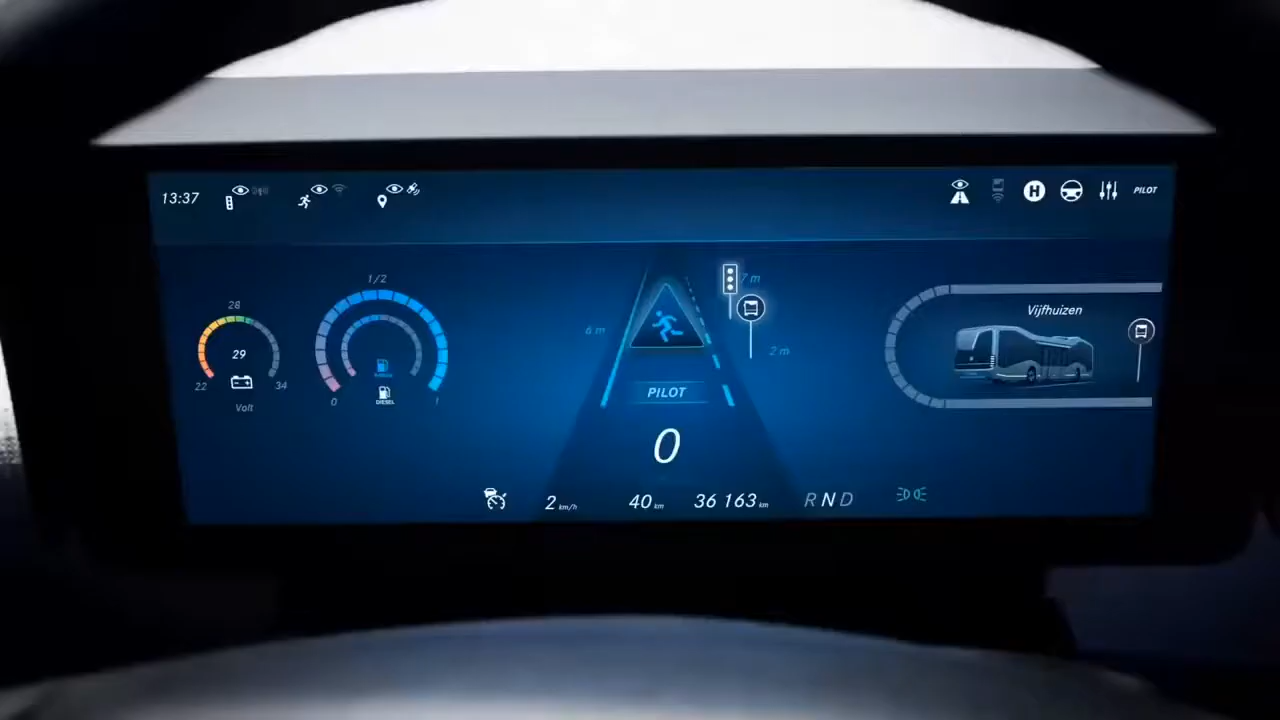 13:37
H
PILOT
28
29
22
34
Volt
1/2
0
1
DIESEL
7 m
6 m
2 m
PILOT
0
2 km/h
40 km
36 163 km
R N D
Vijfhuizen